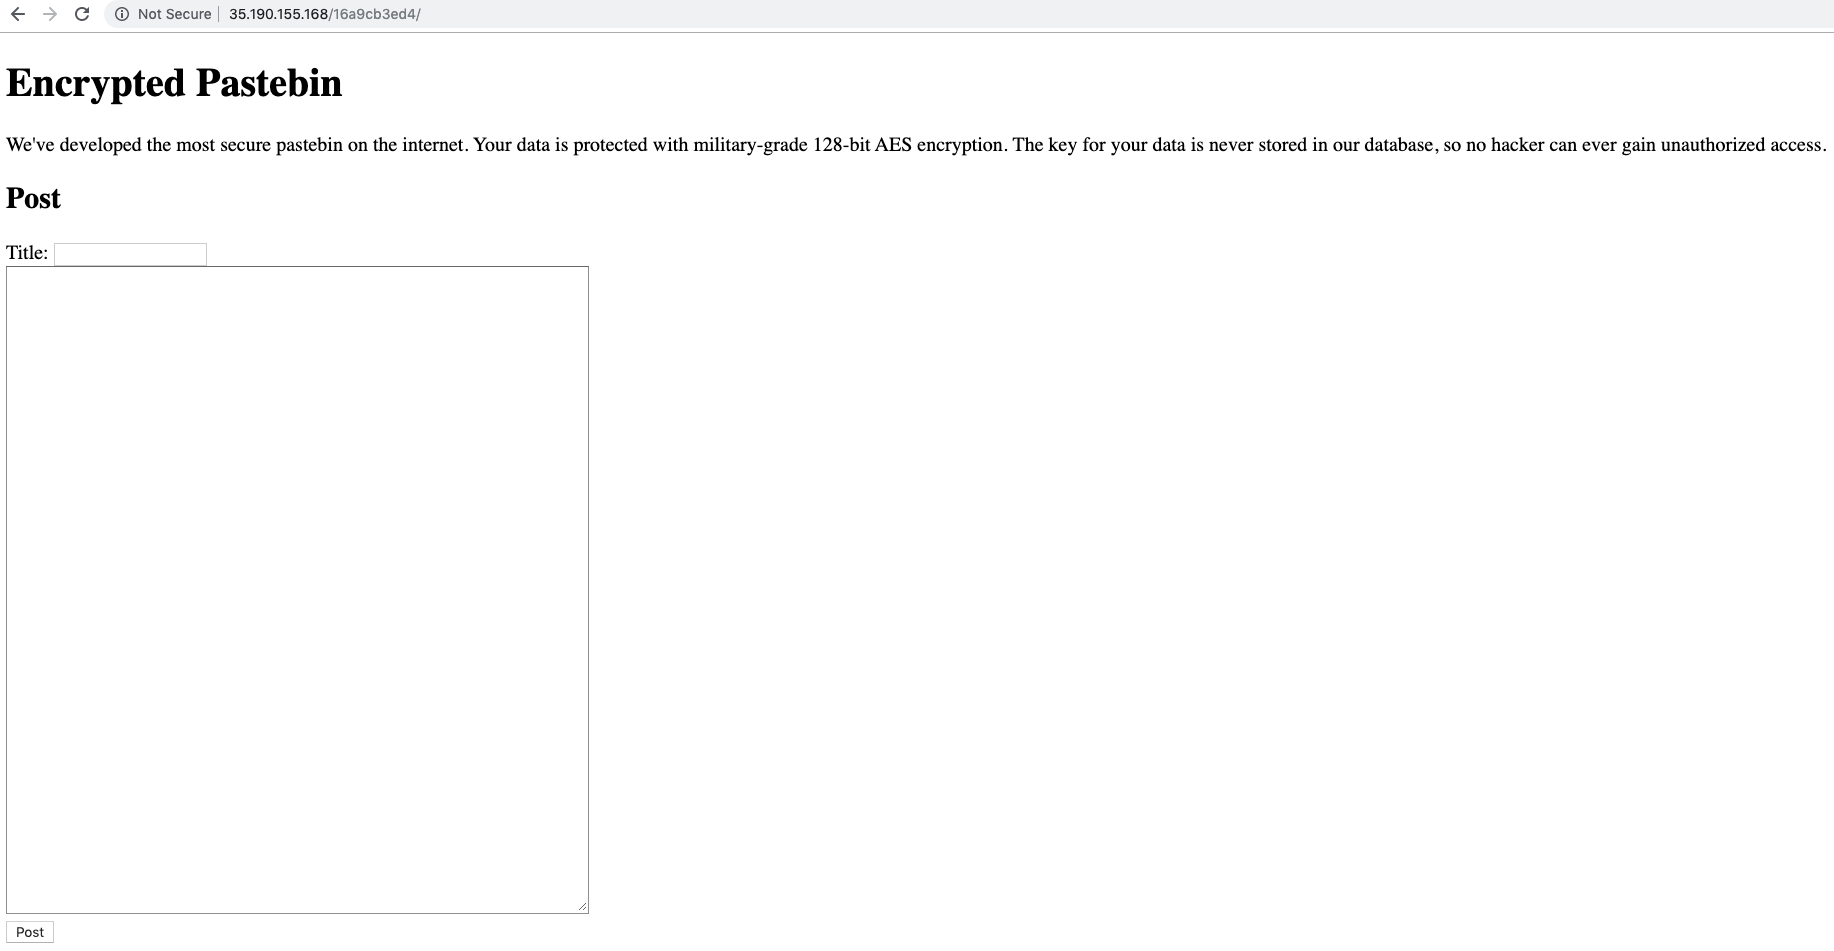 Not Secure 35.190.155.168/16a9cb3ed4/
Encrypted Pastebin
We've developed the most secure pastebin on the internet. Your data is protected with military-grade 128-bit AES encryption. The key for your data is never stored in our database, so no hacker can ever gain unauthorized access.
Post
Title:
Post